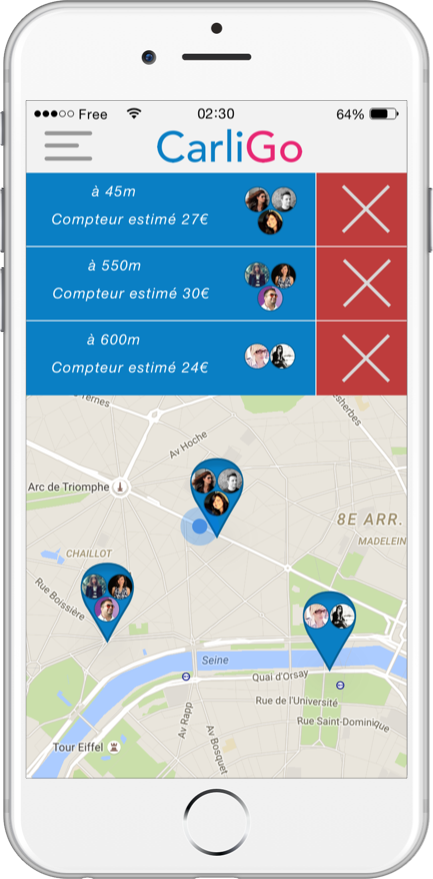 Free 02:30 64%
CarliGo
à 45m
Compteur estimé 27€
à 550m
Compteur estimé 30€
à 600m
Compteur estimé 24€
Ternes
esherbes
Av Hoche
Arc de Triomphe
8E ARR.
MADELEIN
CHAILLOT
Rue Boissière
Seine
Quai d'Orsay
Rue de l'Université
Rue Saint-Dominique
Av Rapp
Av Bosquet
Tour Eiffel